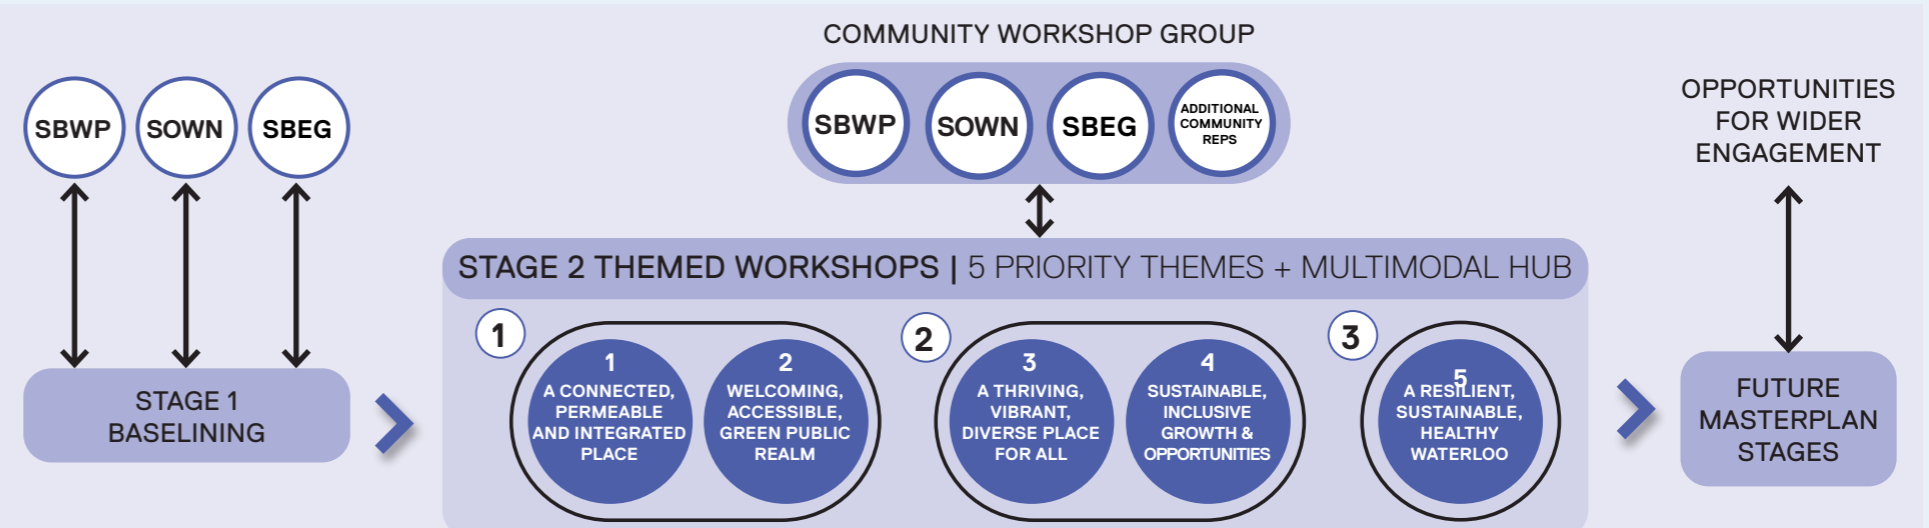 COMMUNITY WORKSHOP GROUP
SBWP
SOWN
SBEG
SBWP
SOWN
SBEG
ADDITIONAL
COMMUNITY
REPS
OPPORTUNITIES
FOR WIDER
ENGAGEMENT
STAGE 1
BASELINING
STAGE 2 THEMED WORKSHOPS | 5 PRIORITY THEMES + MULTIMODAL HUB
1
1
A CONNECTED,
PERMEABLE
AND INTEGRATED
PLACE
2
WELCOMING,
ACCESSIBLE,
GREEN PUBLIC
REALM
2
3
A THRIVING,
VIBRANT,
DIVERSE PLACE
FOR ALL
4
SUSTAINABLE,
INCLUSIVE
GROWTH &
OPPORTUNITIES
3
5
A RESILIENT,
SUSTAINABLE,
HEALTHY
WATERLOO
FUTURE
MASTERPLAN
STAGES